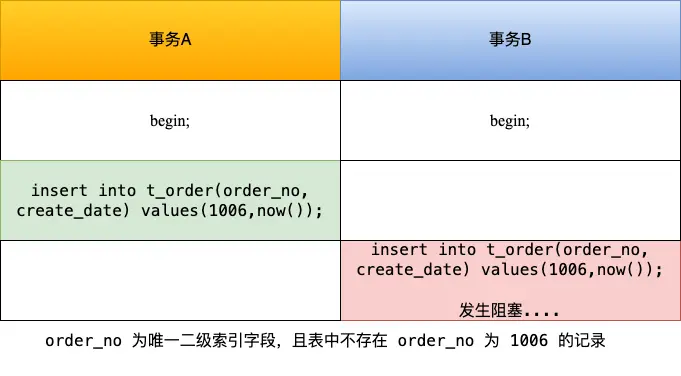 事务A
事务B
begin;
begin;
insert into t_order(order_no,
create_date) values(1006,now());
insert into t_order(order_no,
create_date) values(1006,now());
发生阻塞....
order_no 为唯一二级索引字段，且表中不存在 order_no 为 1006 的记录